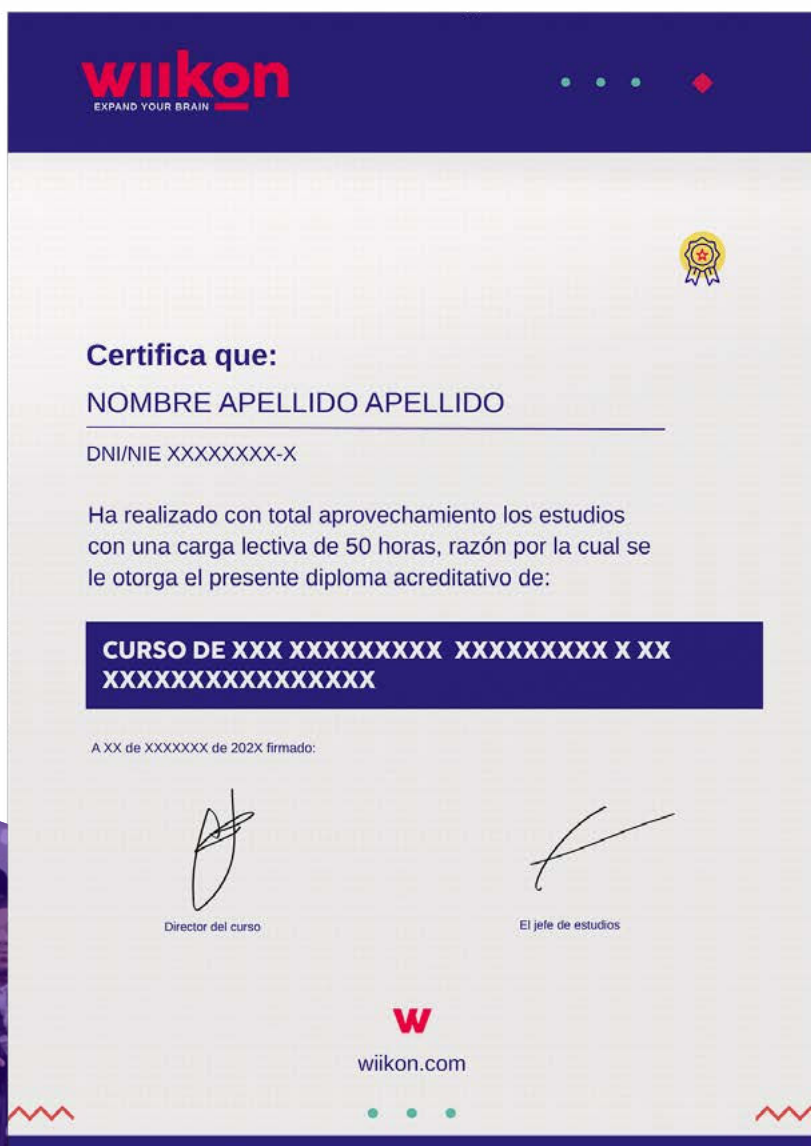 wiikon
EXPAND YOUR BRAIN
Certifica que:
NOMBRE APELLIDO APELLIDO
DNI/NIE XXXXXXXX-X
Ha realizado con total aprovechamiento los estudios
con una carga lectiva de 50 horas, razón por la cual se
le otorga el presente diploma acreditativo de:
CURSO DE XXX XXXXXXXXX XXXXXXXXX X XX
XXXXXXXXXXXXXXXX
A XX de XXXXXXX de 202X firmado:
Director del curso
El jefe de estudios
W
wiikon.com